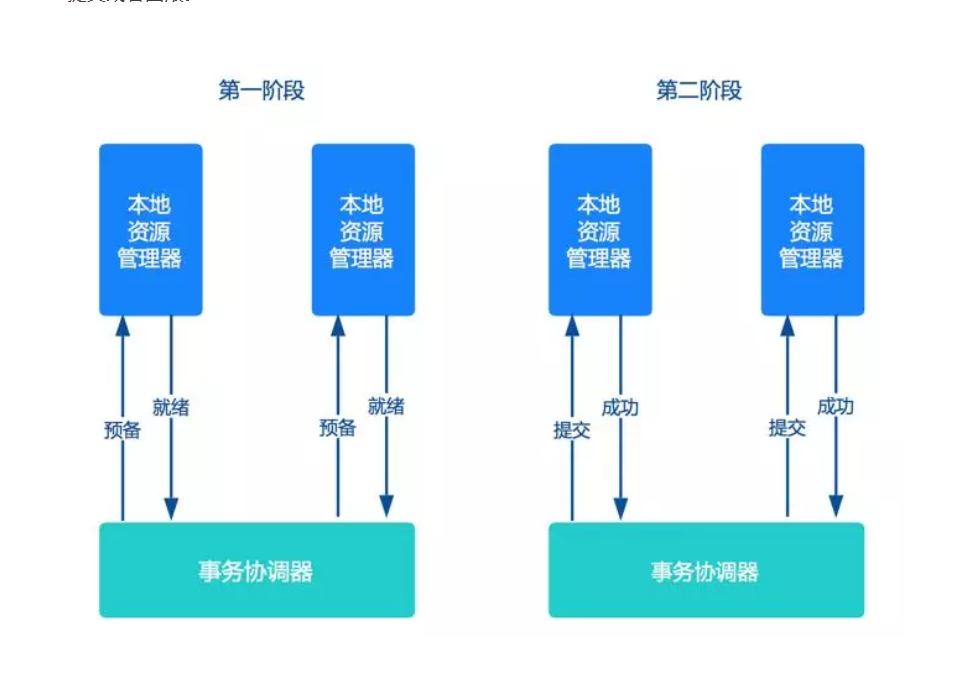 第一阶段
第二阶段
本地
资源
管理器
本地
资源
管理器
本地
资源
管理器
本地
资源
管理器
就绪
预备
就绪
预备
成功
提交
成功
提交
事务协调器
事务协调器